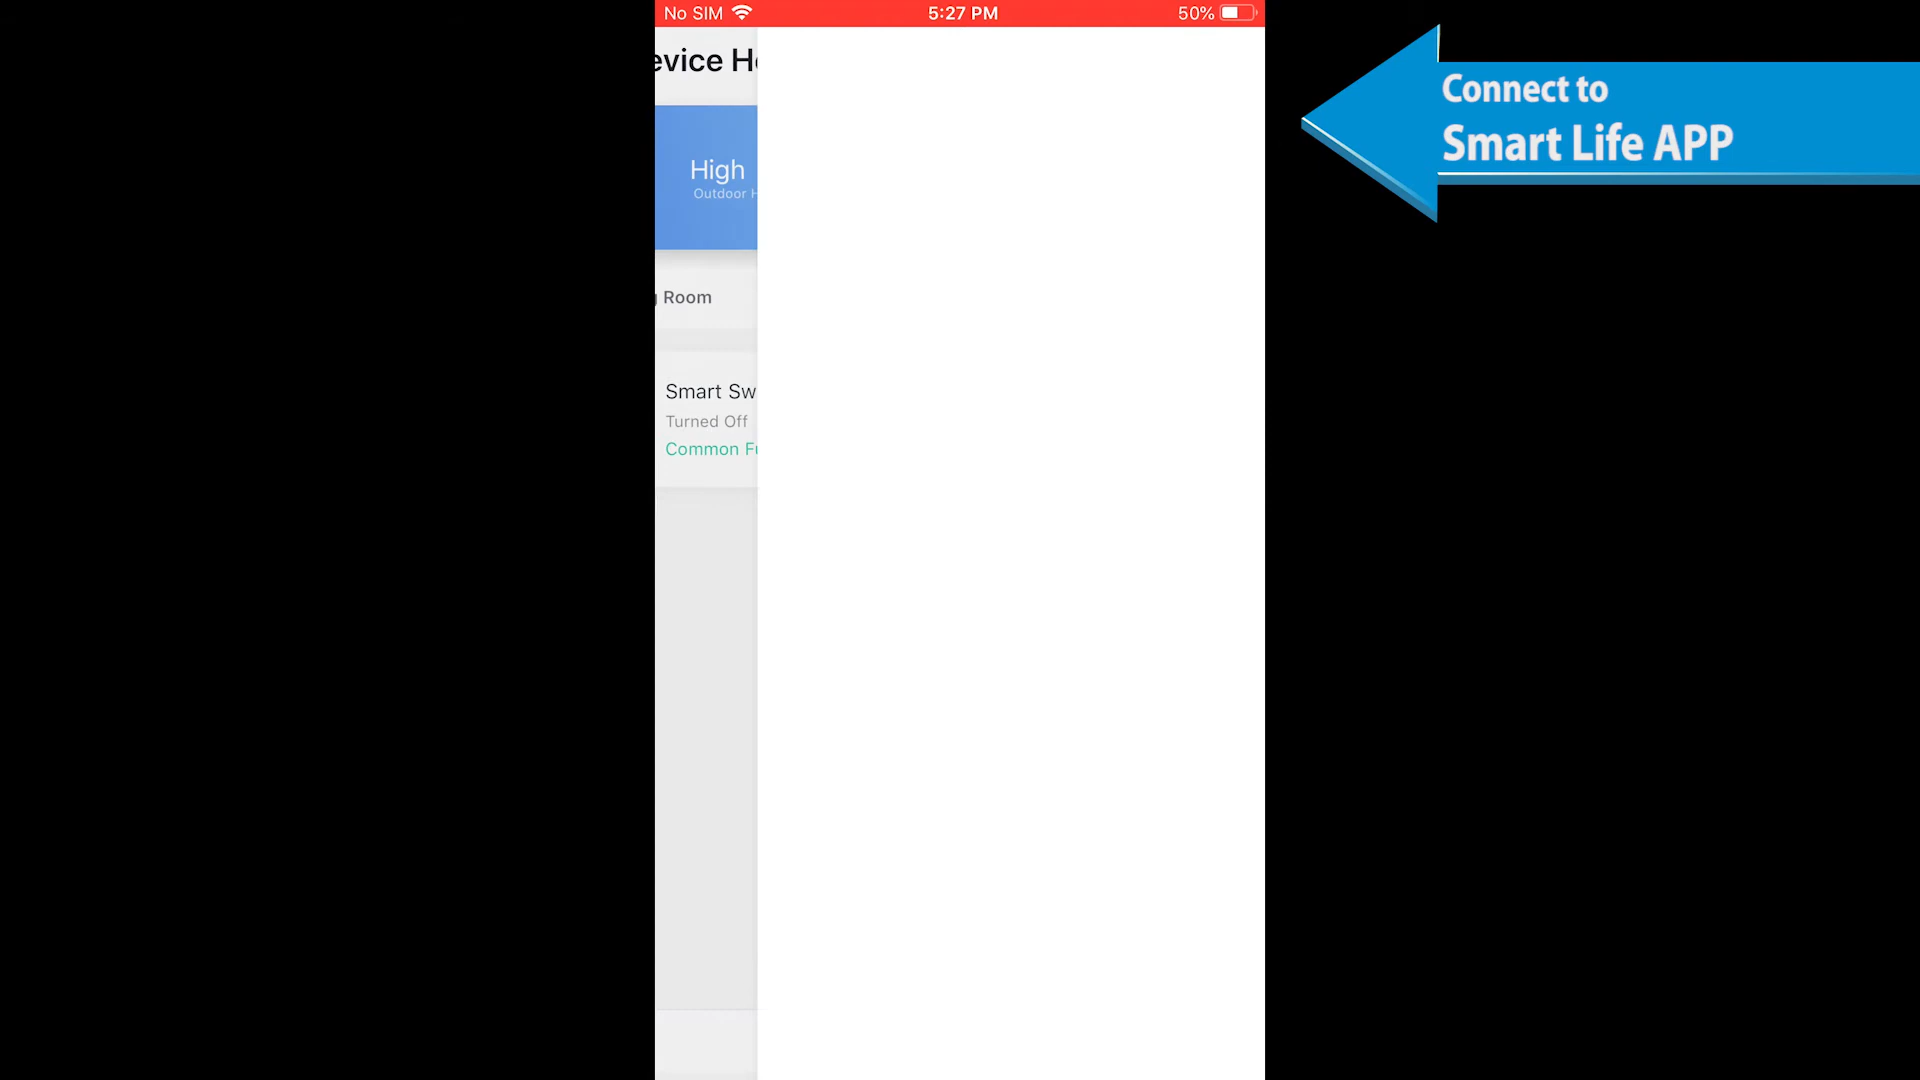 No SIM 5:27 PM 50%
evice H
High
Outdoor H
g Room
Smart Sw
Turned Off
Common Fu
Connect to
Smart Life APP